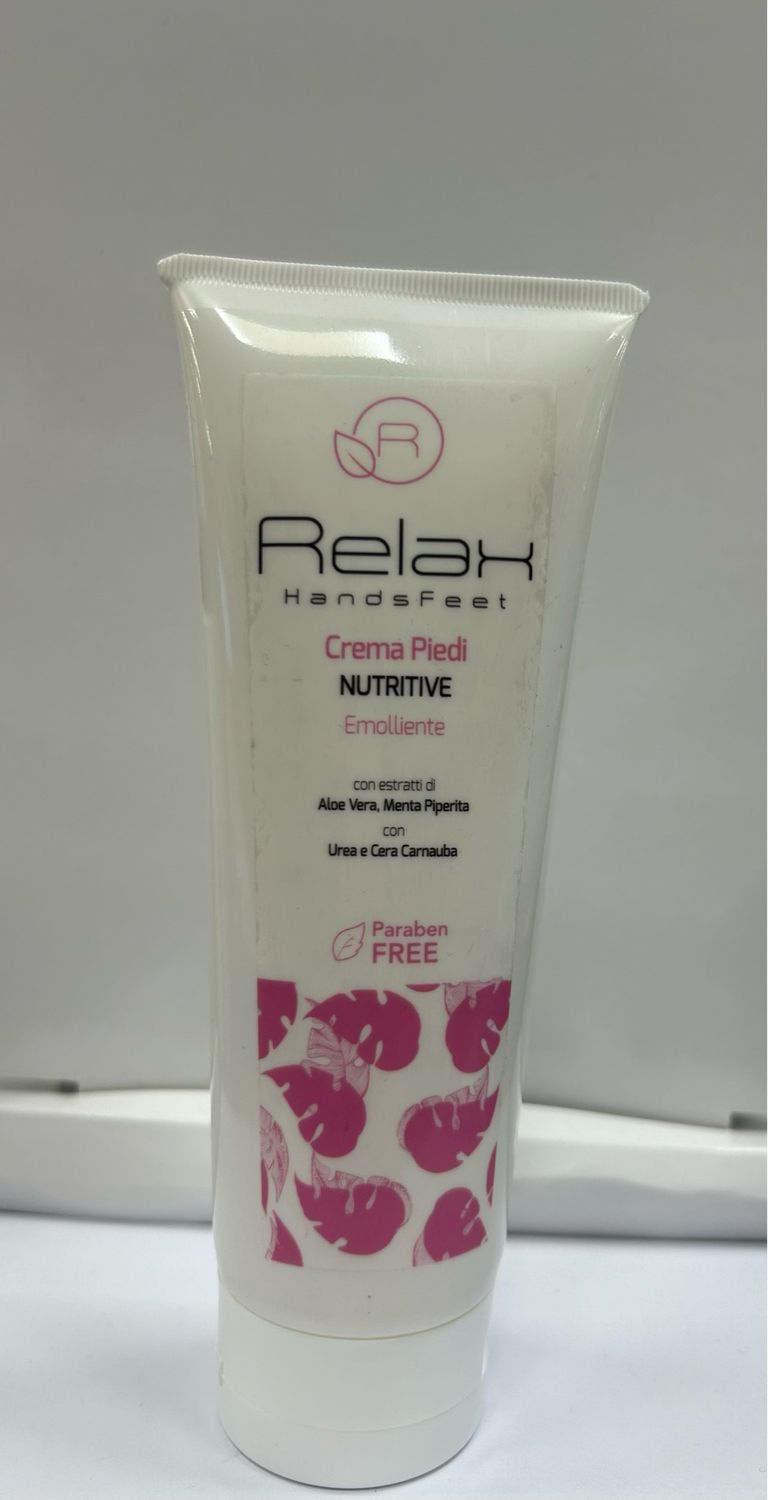 R
Relax
HandsFeet
Crema Piedi
NUTRITIVE
Emolliente
con estratti di
Aloe Vera, Menta Piperita
con
Urea e Cera Carnauba
Paraben
FREE